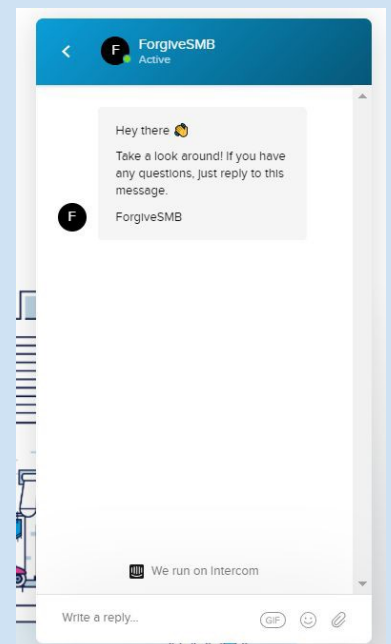 F
ForgiveSMB
Active
Hey there 👋
Take a look around! If you have
any questions, just reply to this
message.
F
ForgiveSMB
We run on Intercom
Write a reply...
GIF